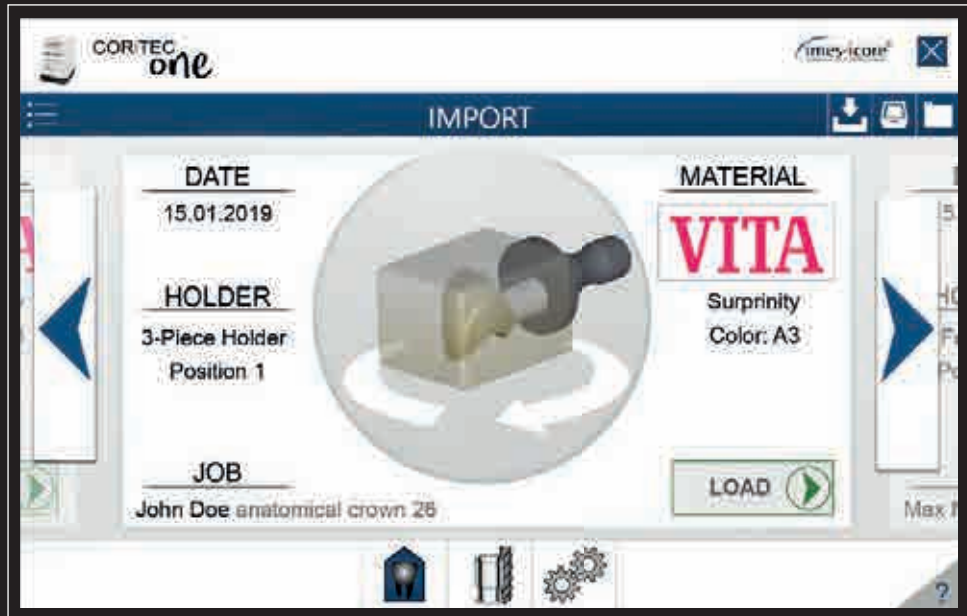 CORiTEC
one
imes-icore®
IMPORT
DATE
15.01.2019
HOLDER
3-Piece Holder
Position 1
JOB
John Doe anatomical crown 26
MATERIAL
VITA
Surprinity
Color: A3
LOAD
Max
?